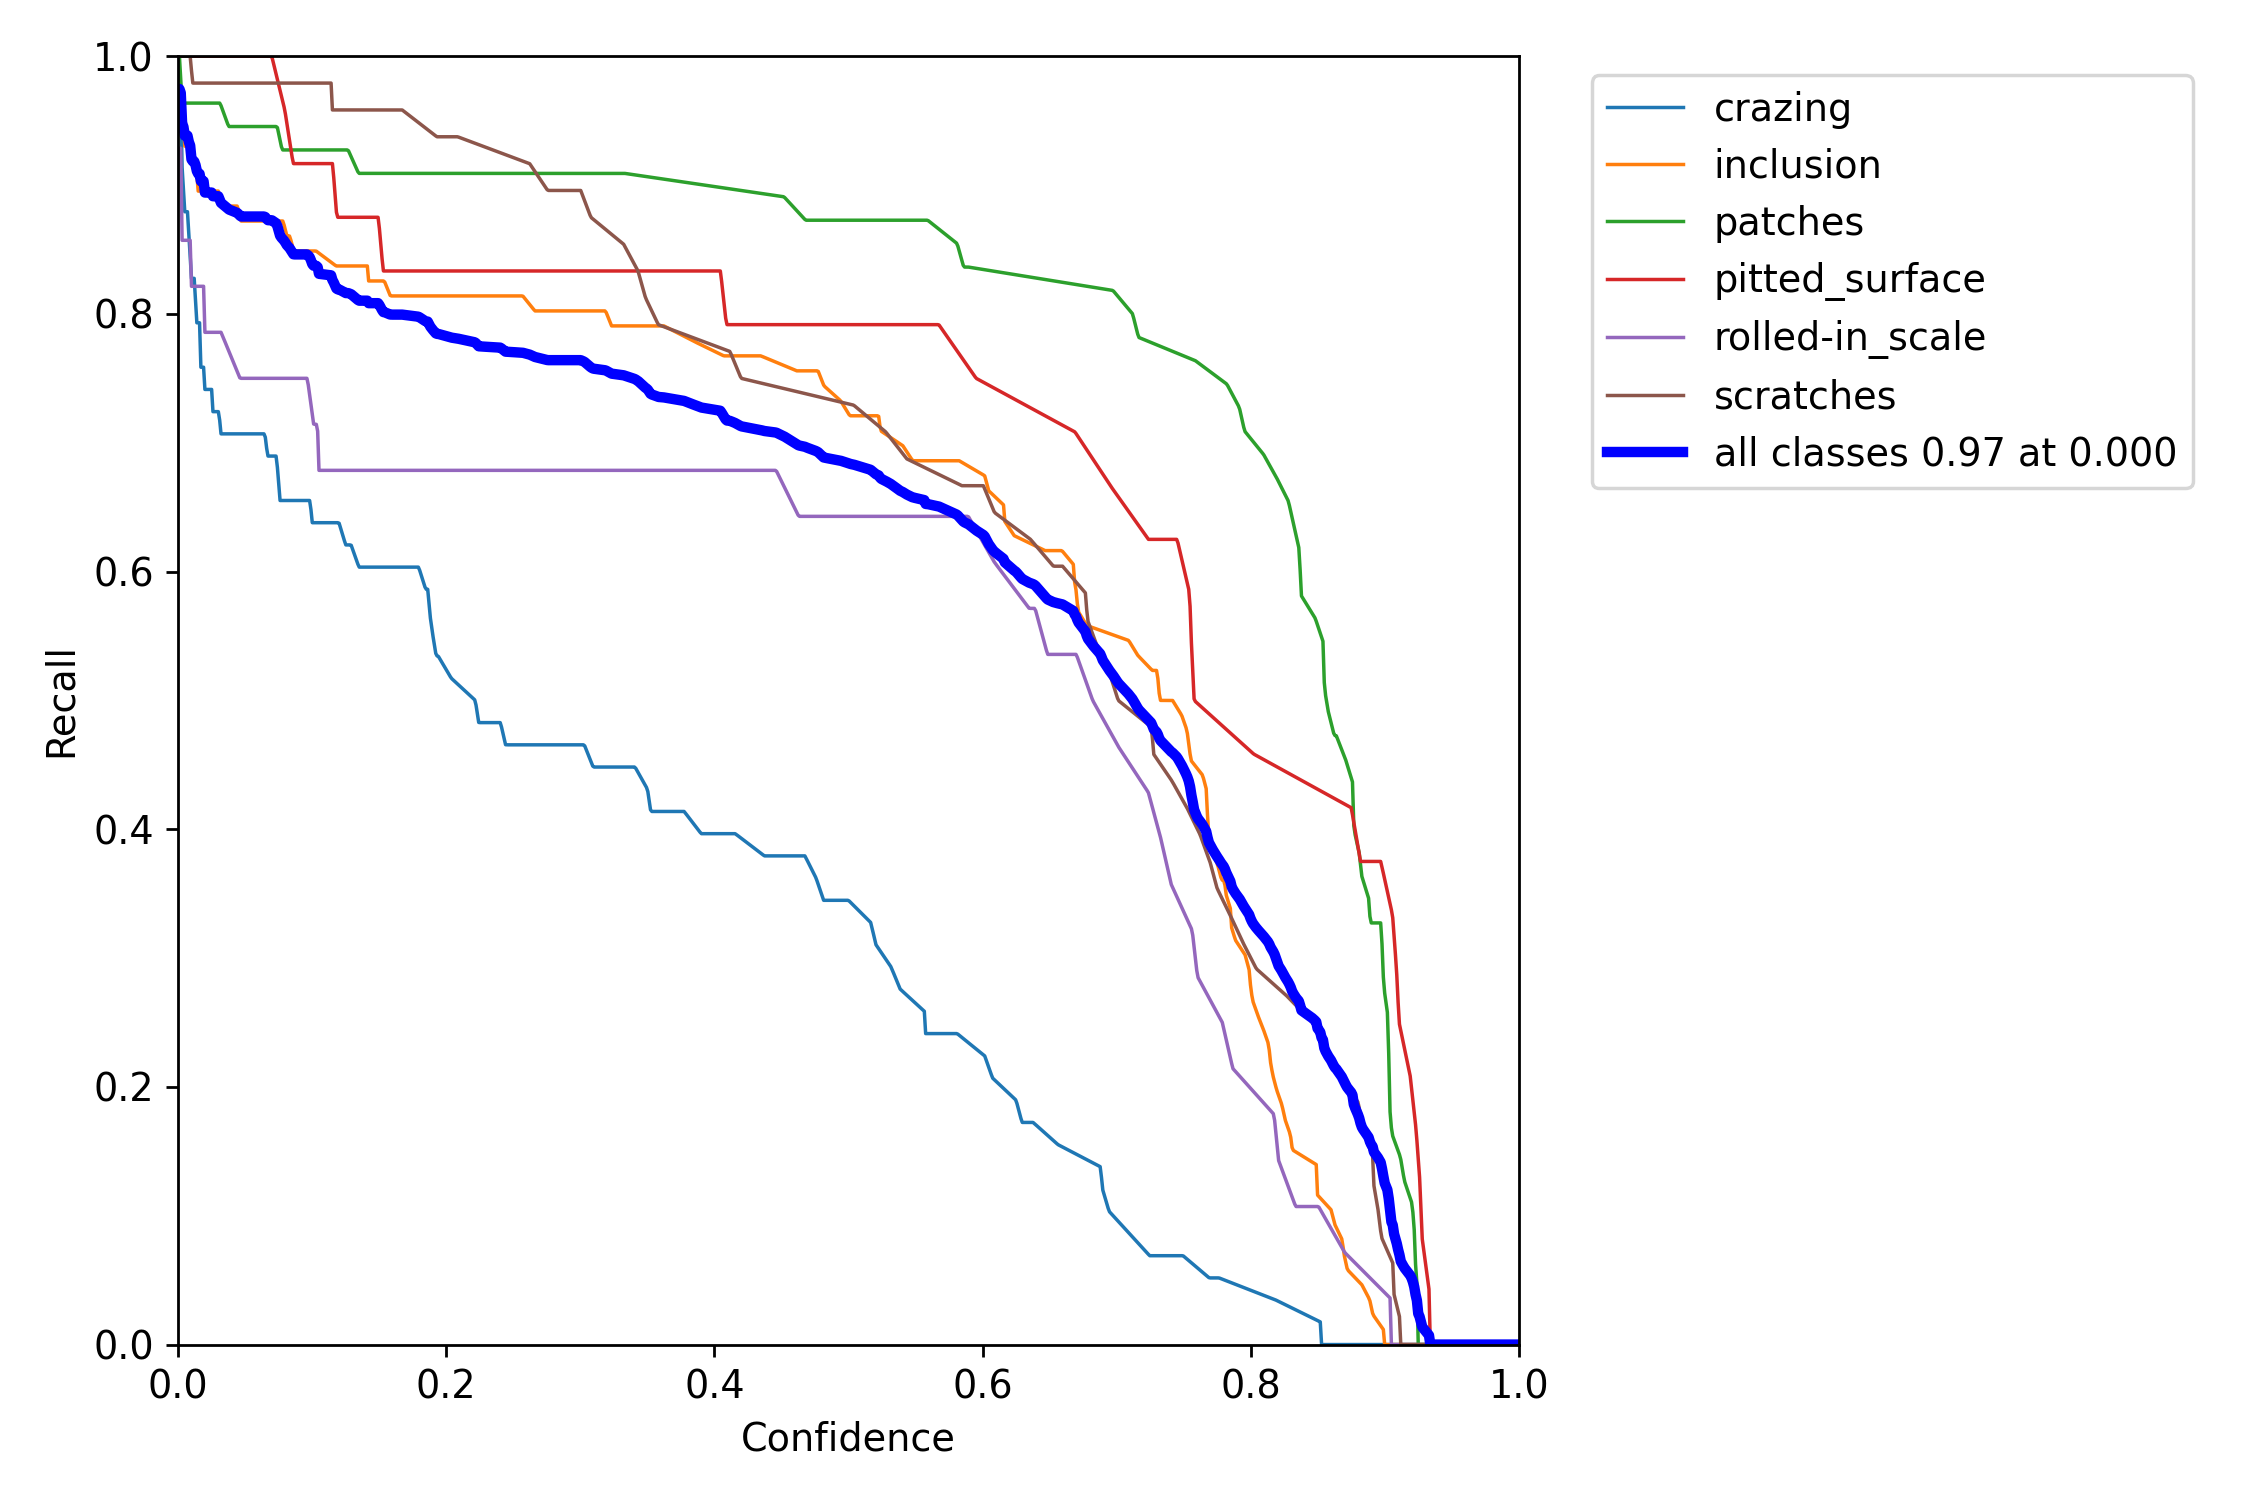 1.0
0.8
0.6
0.4
0.2
0.0
Recall
0.0 0.2 0.4 0.6 0.8 1.0
Confidence
crazing
inclusion
patches
pitted_surface
rolled-in_scale
scratches
all classes 0.97 at 0.000